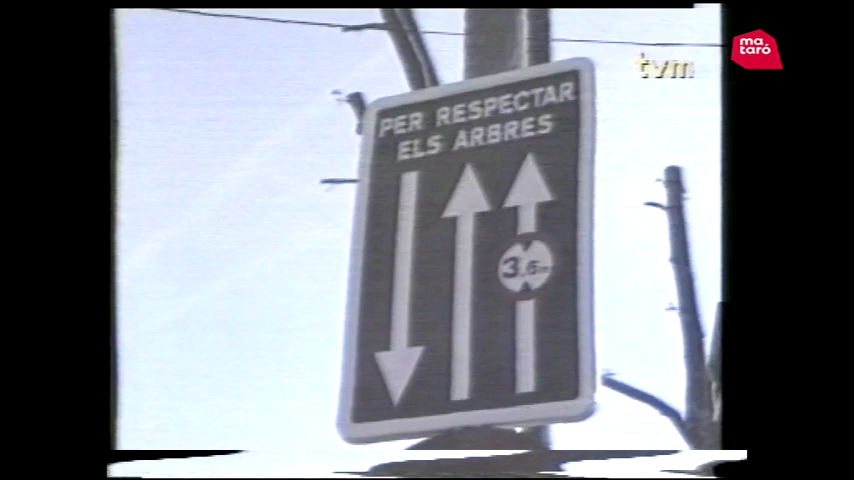 ma
taró
tvm
PER RESPECTAR
ELS ARBRES
3,6m